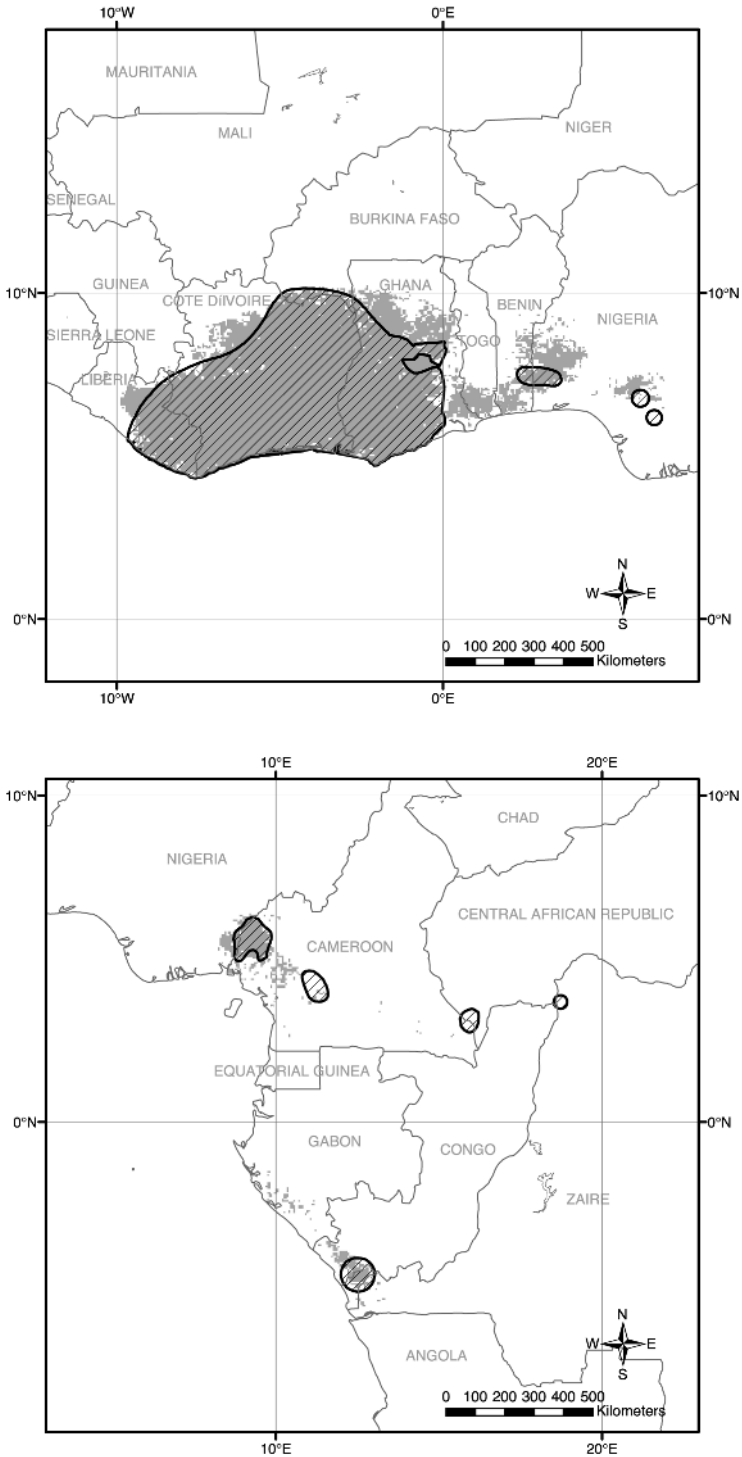 10°W 0°E
MAURITANIA
MALI
NIGER
SENEGAL
BURKINA FASO
GUINEA
GHANA
10°N 10°N
COTE DiIVOIRE
BENIN
NIGERIA
SIERRA LEONE
TOGO
LIBERIA
N
W E
S
0°N 0°N
0 100 200 300 400 500
Kilometers
10°W 0°E
10°E 20°E
10°N 10°N
CHAD
NIGERIA
CENTRAL AFRICAN REPUBLIC
CAMEROON
EQUATORIAL GUINEA
0°N 0°N
GABON
CONGO
ZAIRE
N
W E
S
ANGOLA
0 100 200 300 400 500
Kilometers
10°E 20°E